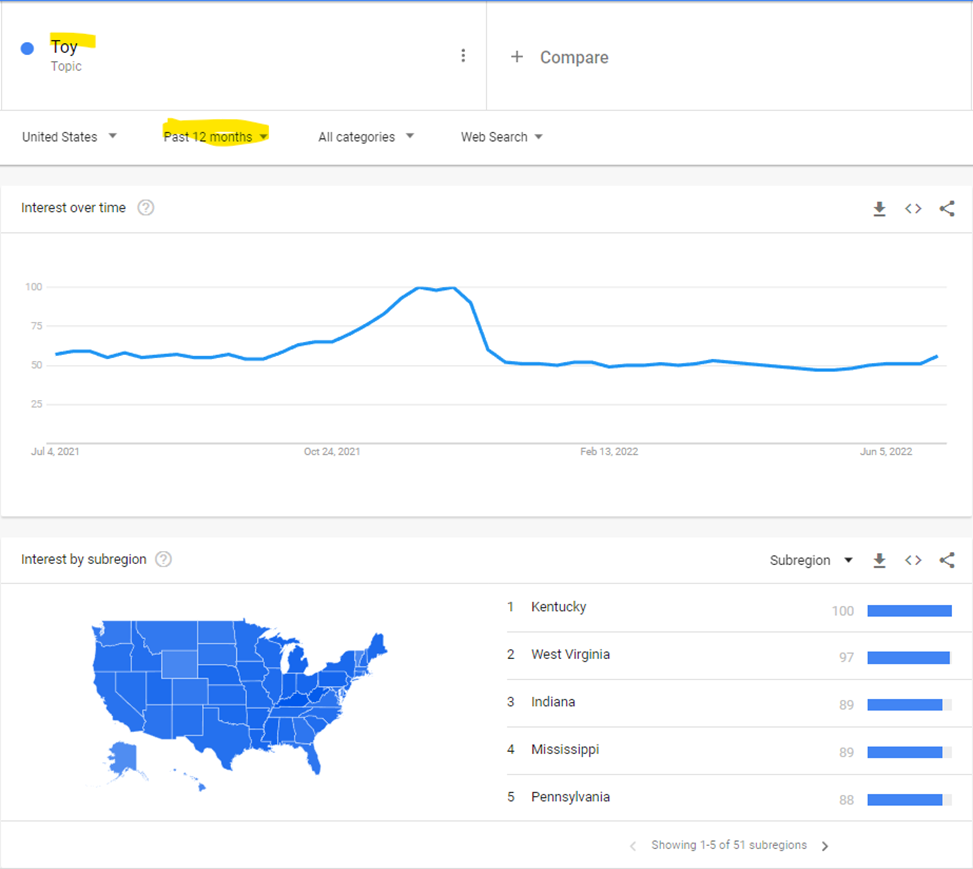 Toy
Topic
+ Compare
United States
Past 12 months
All categories
Web Search
Interest over time ?
100
75
50
25
Jul 4, 2021 Oct 24, 2021 Feb 13, 2022 Jun 5, 2022
Interest by subregion ?
Subregion
1 Kentucky 100
2 West Virginia 97
3 Indiana 89
4 Mississippi 89
5 Pennsylvania 88
Showing 1-5 of 51 subregions